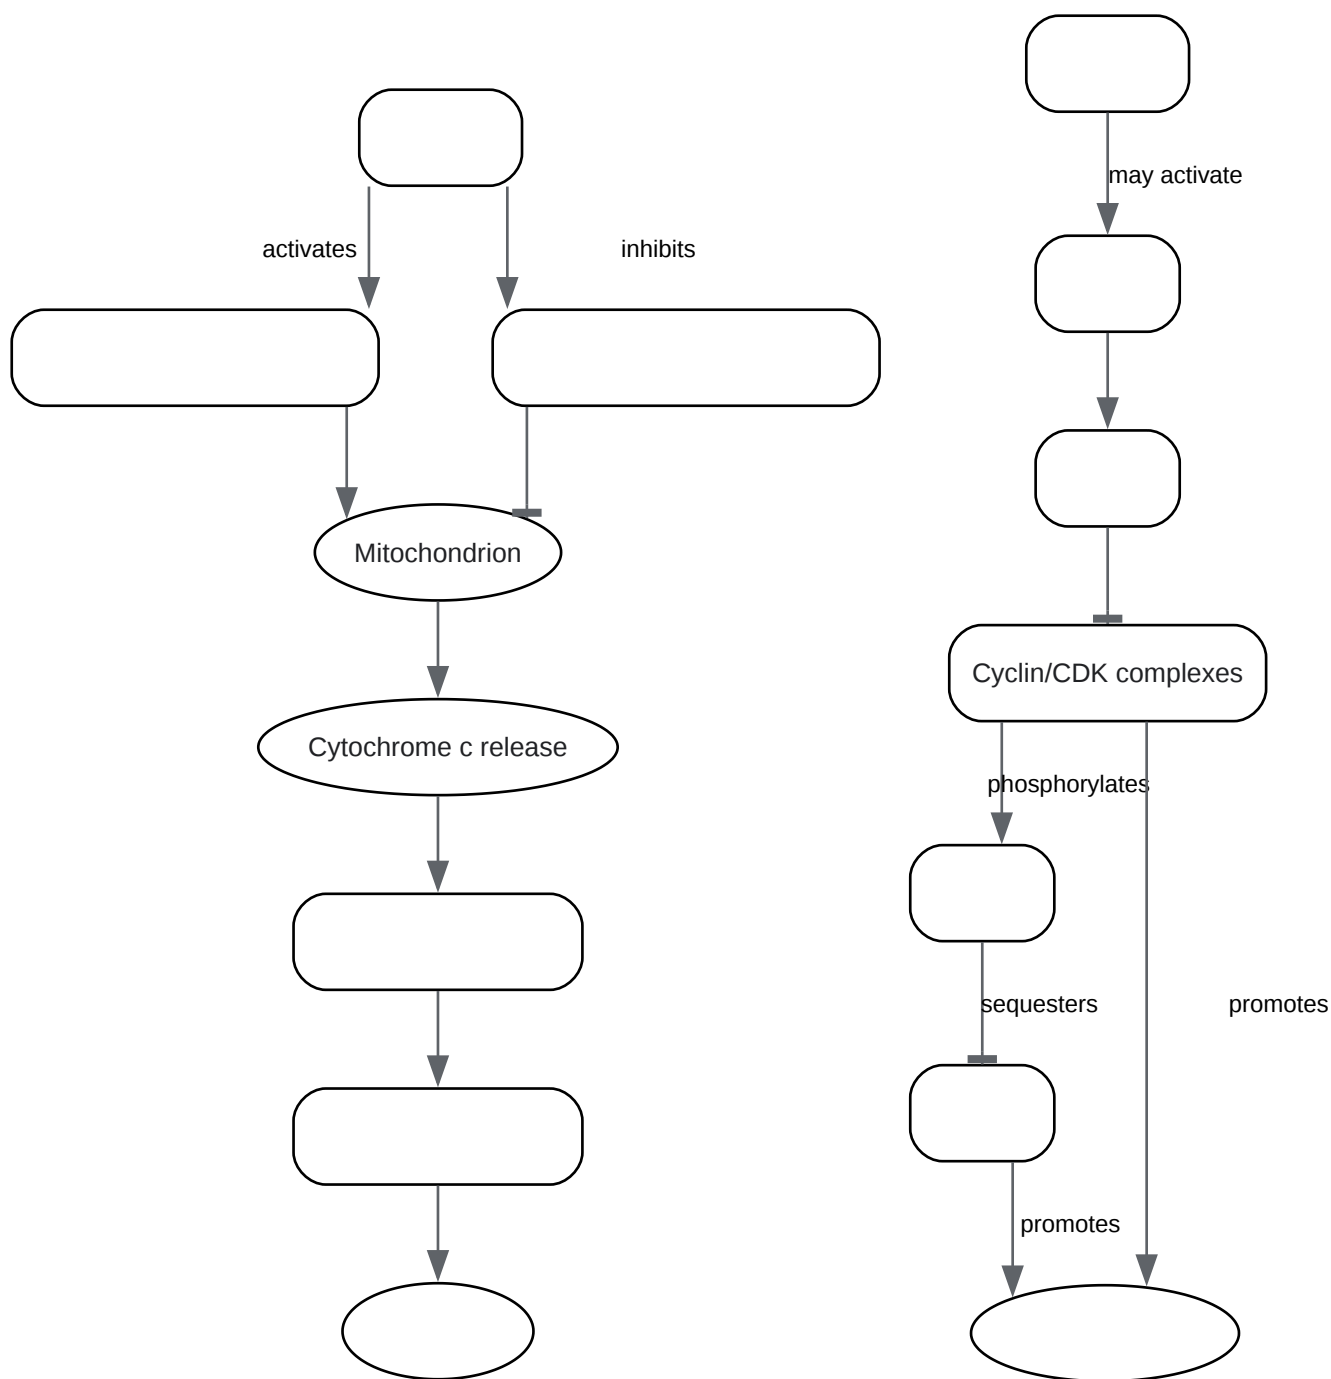 may activate
activates
inhibits
Mitochondrion
Cyclin/CDK complexes
Cytochrome c release
phosphorylates
sequesters
promotes
promotes